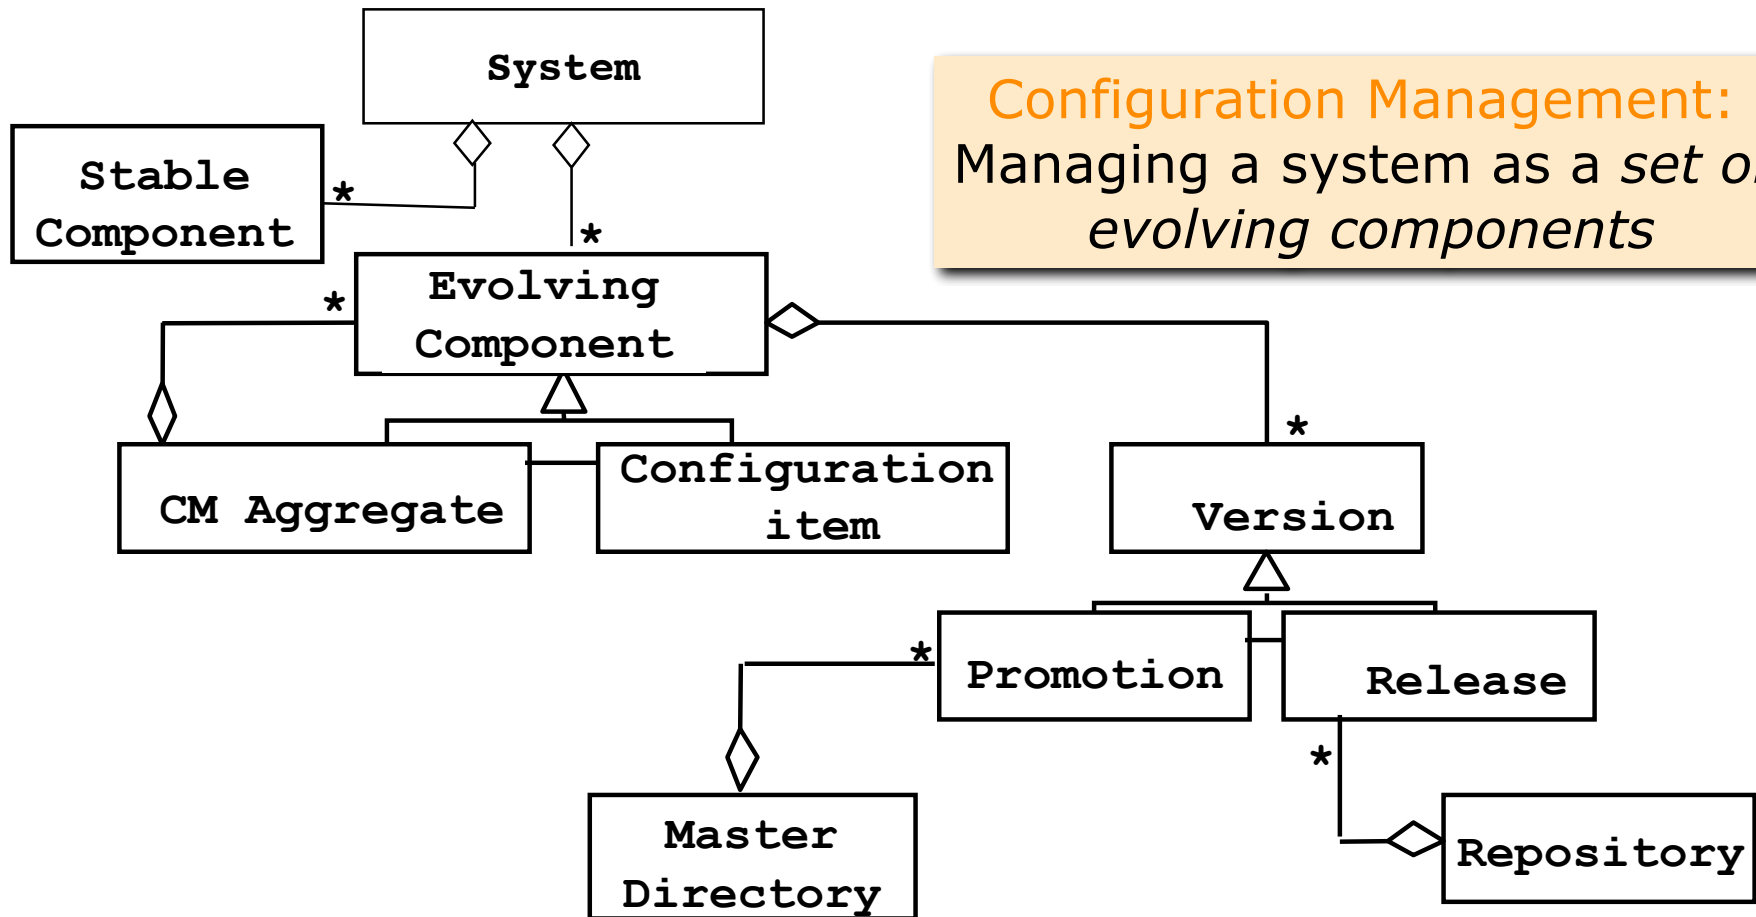 System
Configuration Management:
Managing a system as a set
evolving components
Stable
Component
*
*
Evolving
Component
*
*
CM Aggregate
Configuration
item
Version
Promotion
*
Release
*
Master
Directory
Repository